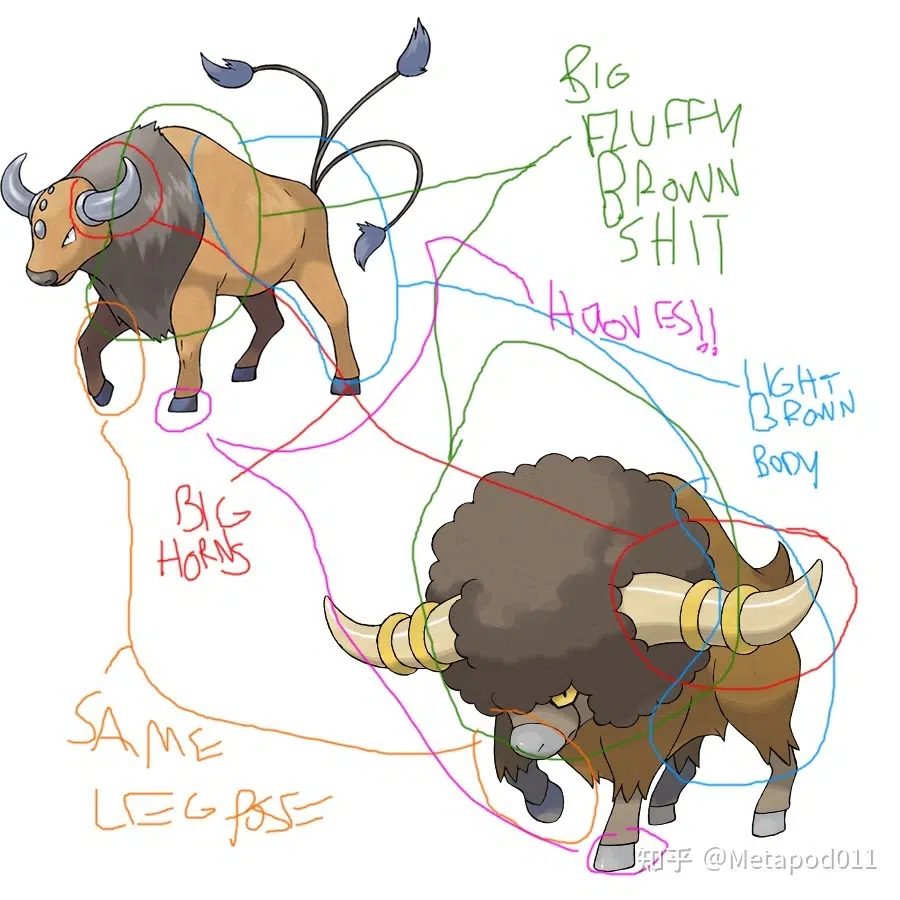 BIG
FLUFFY
BROWN
SHIT
HOOVES!!
LIGHT
BROWN
BODY
BIG
HORNS
SAME
LEG POSE
知乎 @Metapod011